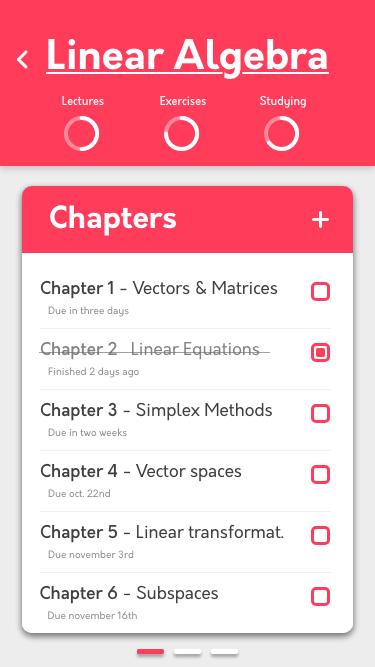 Linear Algebra
Lectures Exercises Studying
Chapters
Chapter 1 - Vectors & Matrices
Due in three days
Chapter 2 Linear Equations
Finished 2 days ago
Chapter 3 - Simplex Methods
Due in two weeks
Chapter 4 - Vector spaces
Due oct. 22nd
Chapter 5 - Linear transformat.
Due november 3rd
Chapter 6 - Subspaces
Due november 16th